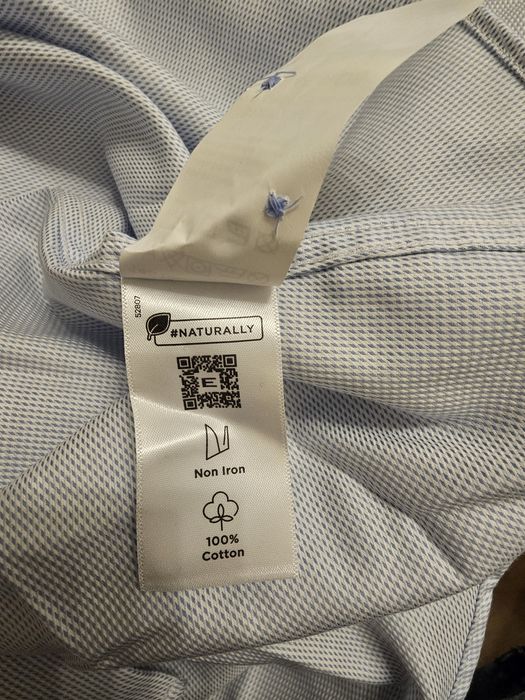 52807
#NATURALLY
E
Non Iron
100%
Cotton